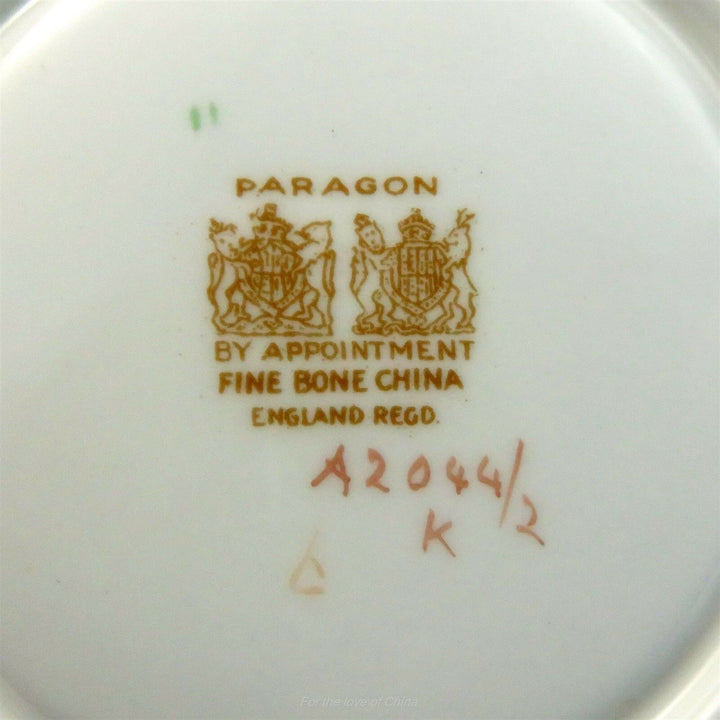 PARAGON
BY APPOINTMENT
FINE BONE CHINA
ENGLAND REGD.
A2044/2
K
For the love of China